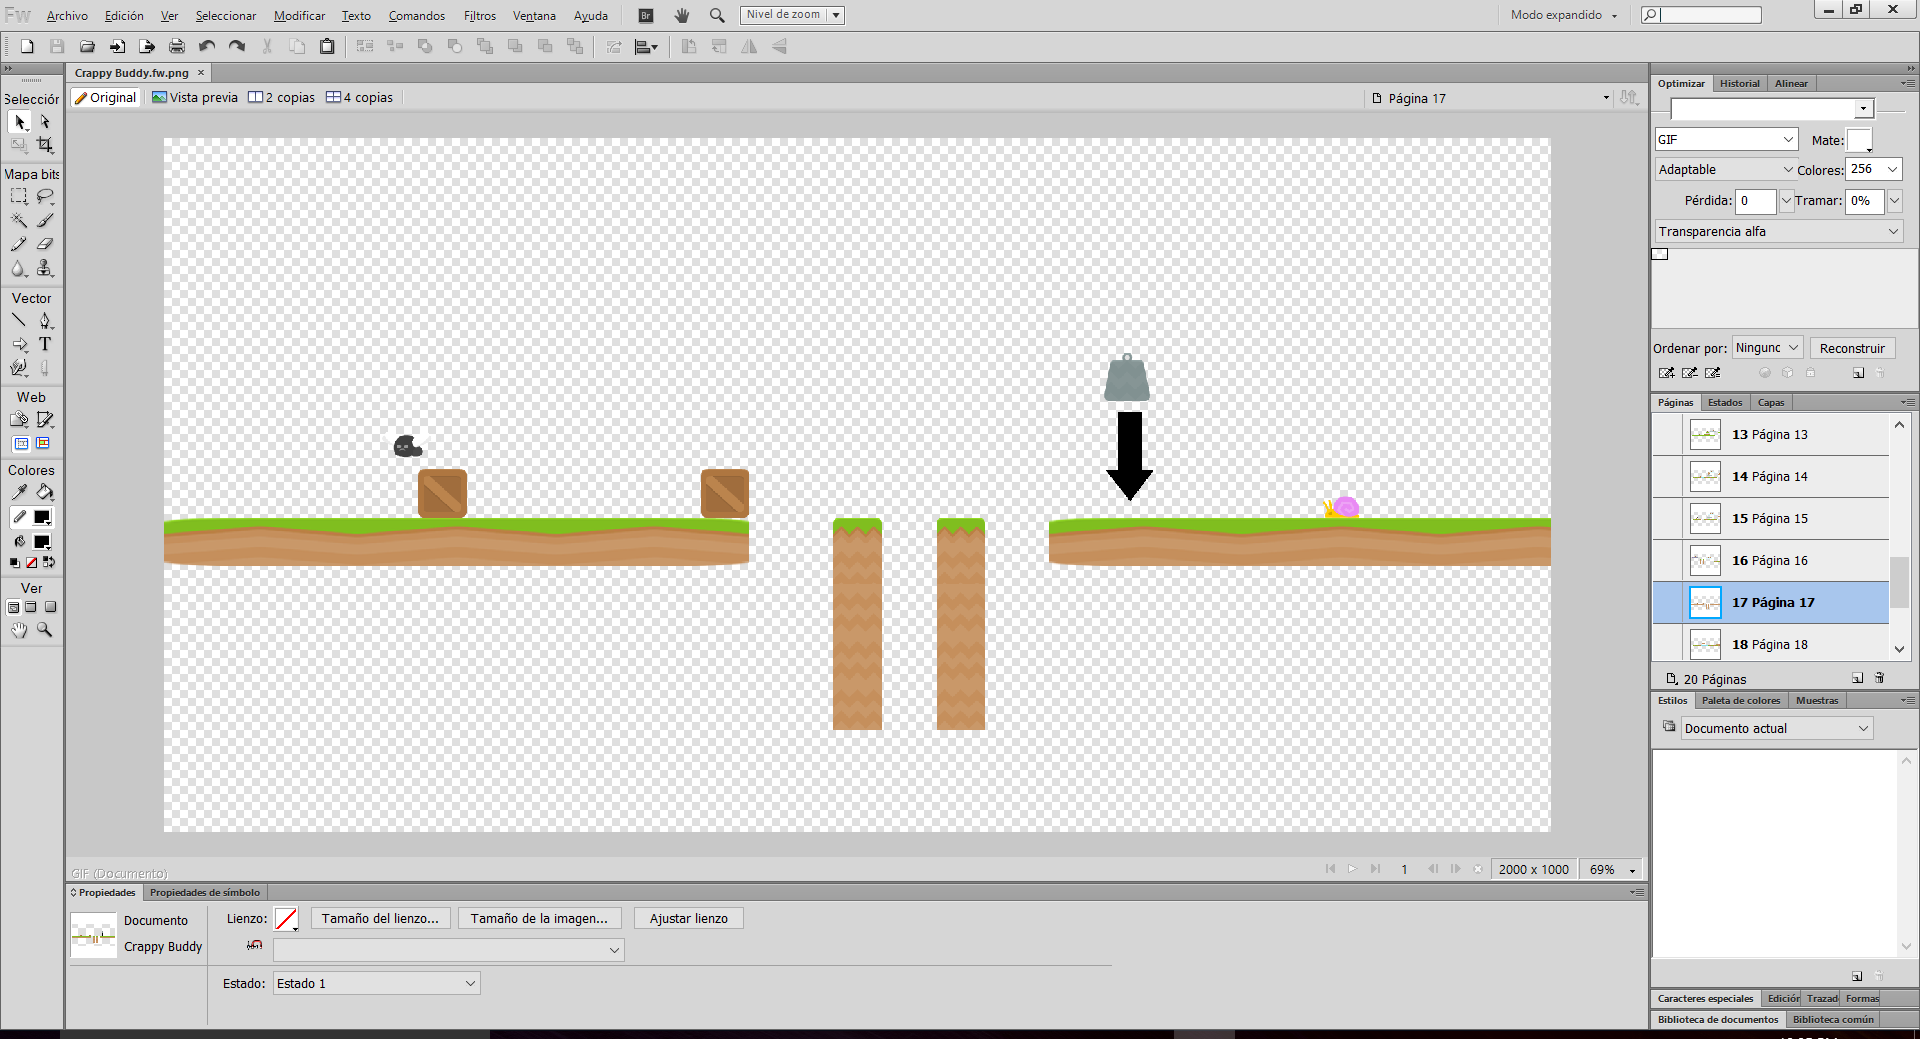 Fw Archivo Edición Ver Seleccionar Modificar Texto Comandos Filtros Ventana Ayuda Br Nivel de zoom Modo expandido
Crappy Buddy.fw.png ×
Original Vista previa 2 copias 4 copias Página 17
Selección
Mapa bits
Vector
T
Web
Colores
Ver
Optimizar Historial Alinear
GIF Mate:
Adaptable Colores: 256
Pérdida: 0 Tramar: 0%
Transparencia alfa
Ordenar por: Ningunc Reconstruir
Páginas Estados Capas
13 Página 13
14 Página 14
15 Página 15
16 Página 16
17 Página 17
18 Página 18
20 Páginas
Estilos Paleta de colores Muestras
Documento actual
Caracteres especiales Edición Trazad Formas
Biblioteca de documentos Biblioteca común
GIF (Documento) 1 2000 x 1000 69%
Propiedades Propiedades de símbolo
Documento Lienzo: Tamaño del lienzo... Tamaño de la imagen... Ajustar lienzo
Crappy Buddy
Estado: Estado 1